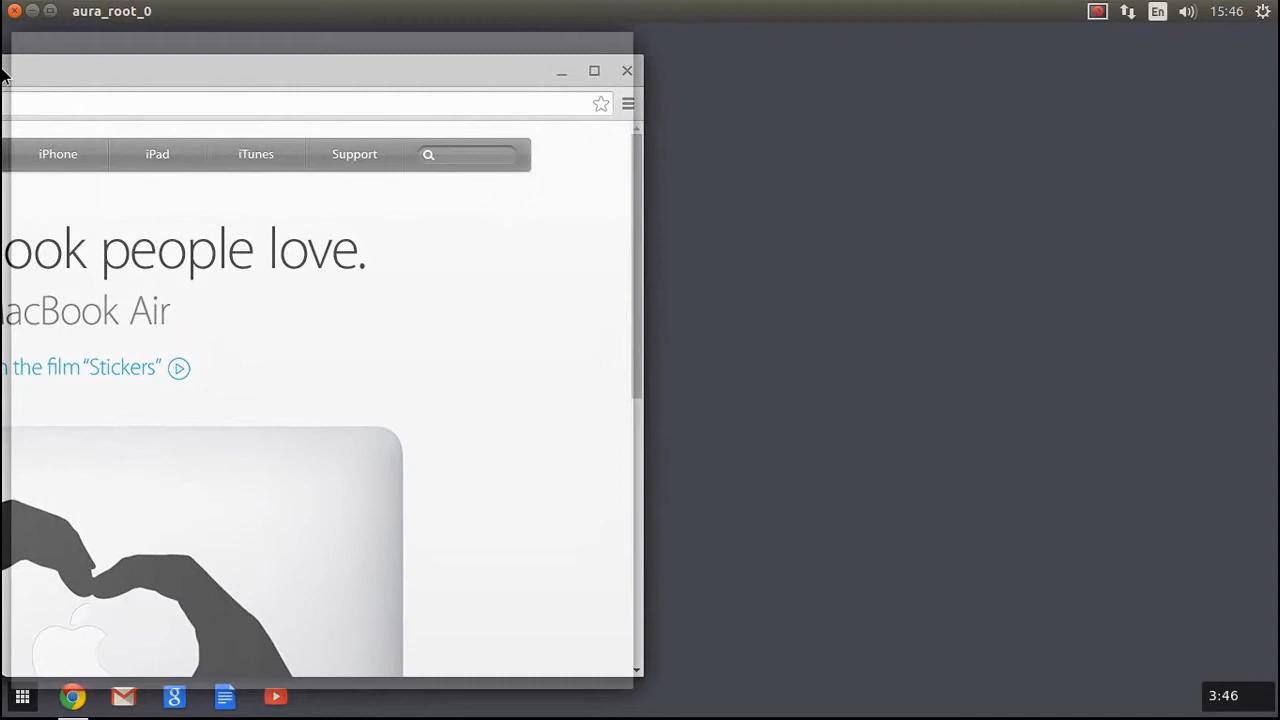 aura_root_0
En
15:46
iPhone
iPad
iTunes
Support
ook people love.
acBook Air
the film “Stickers”
g
3:46